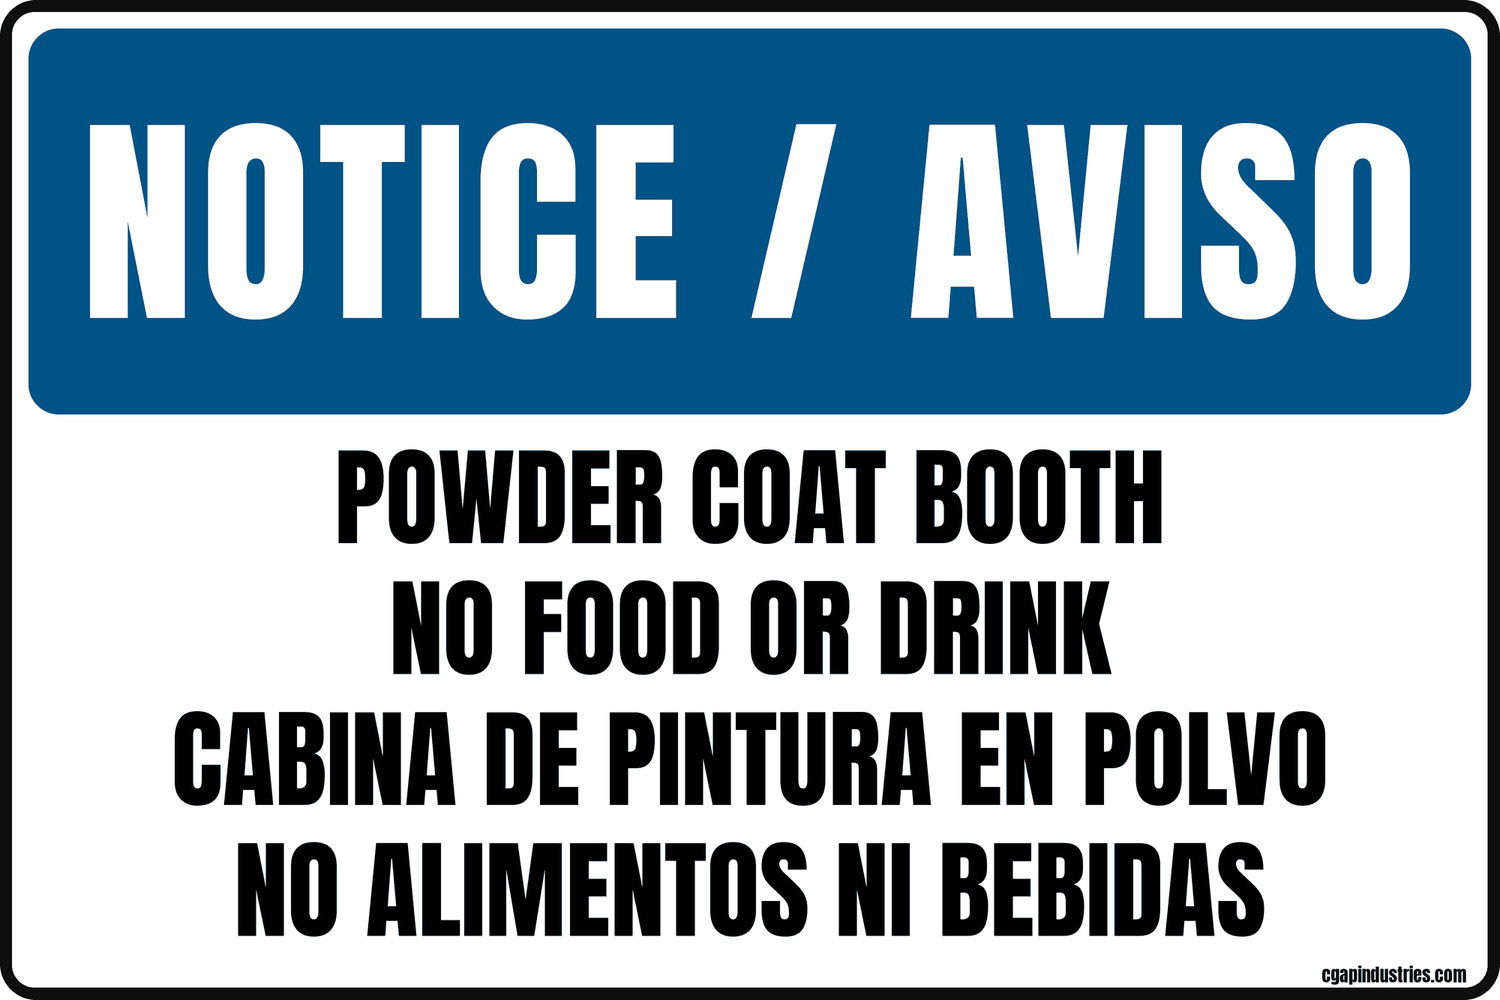 NOTICE / AVISO
POWDER COAT BOOTH
NO FOOD OR DRINK
CABINA DE PINTURA EN POLVO
NO ALIMENTOS NI BEBIDAS
cgapindustries.com